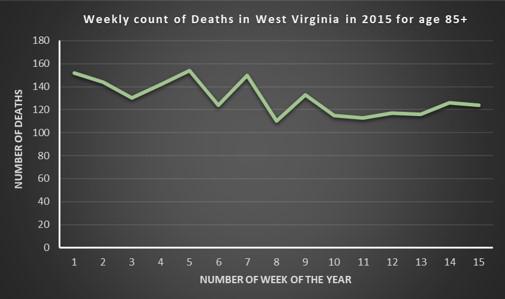 Weekly count of Deaths in West Virginia in 2015 for age 85+
NUMBER OF DEATHS
180
160
140
120
100
80
60
40
20
0
1 2 3 4 5 6 7 8 9 10 11 12 13 14 15
NUMBER OF WEEK OF THE YEAR